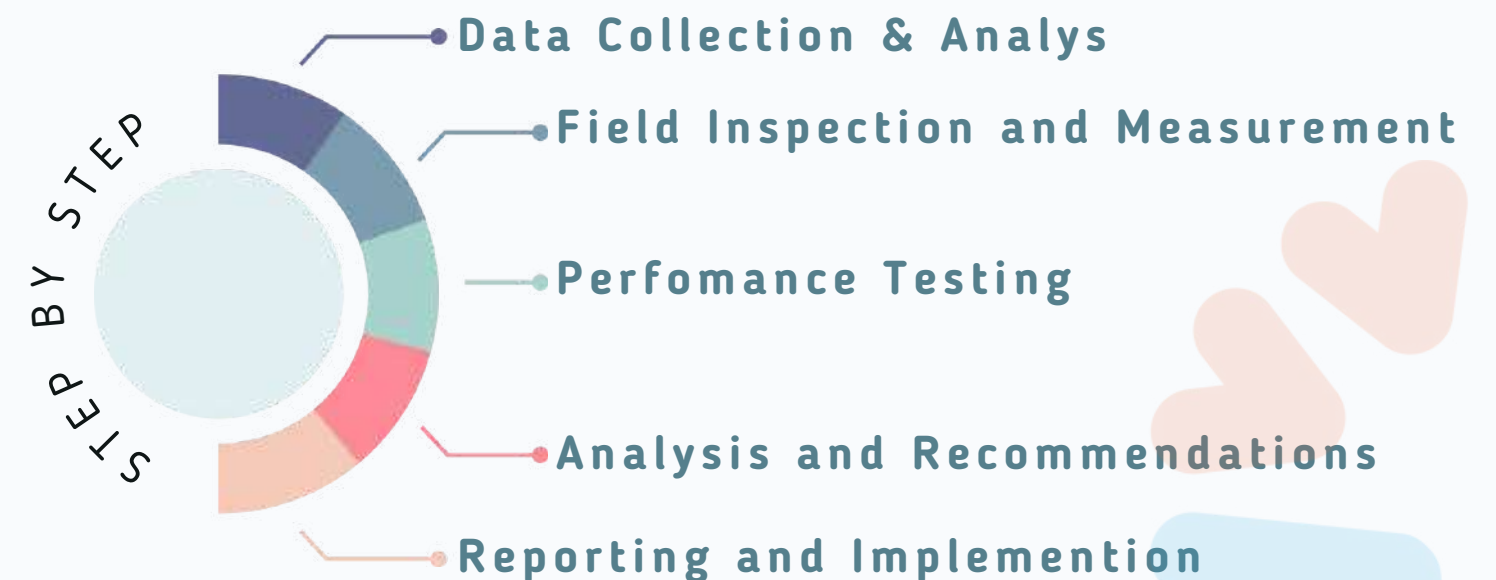 STEP BY STEP
Data Collection & Analys
Field Inspection and Measurement
Perfomance Testing
Analysis and Recommendations
Reporting and Implemention